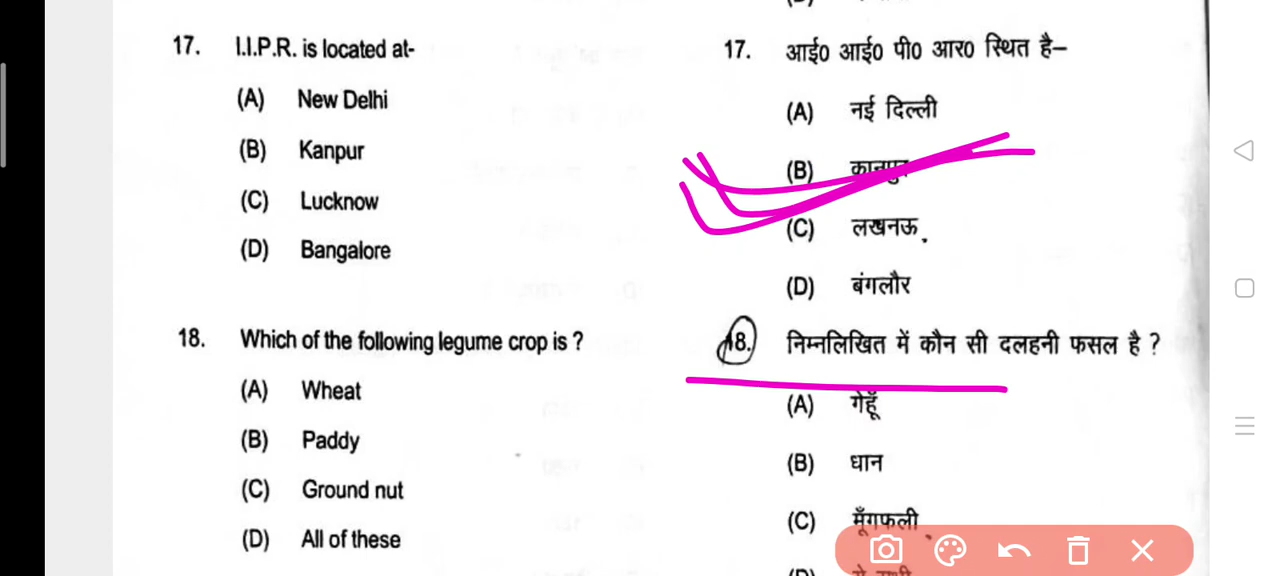 17. I.I.P.R. is located at-
(A) New Delhi
(B) Kanpur
(C) Lucknow
(D) Bangalore
18. Which of the following legume crop is ?
(A) Wheat
(B) Paddy
(C) Ground nut
(D) All of these
17. आई0 आई0 पी0 आर0 स्थित है–
(A) नई दिल्ली
(B) कानपुर
(C) लखनऊ
(D) बंगलौर
18. निम्नलिखित में कौन सी दलहनी फसल है ?
(A) गेहूँ
(B) धान
(C) मूँगफली